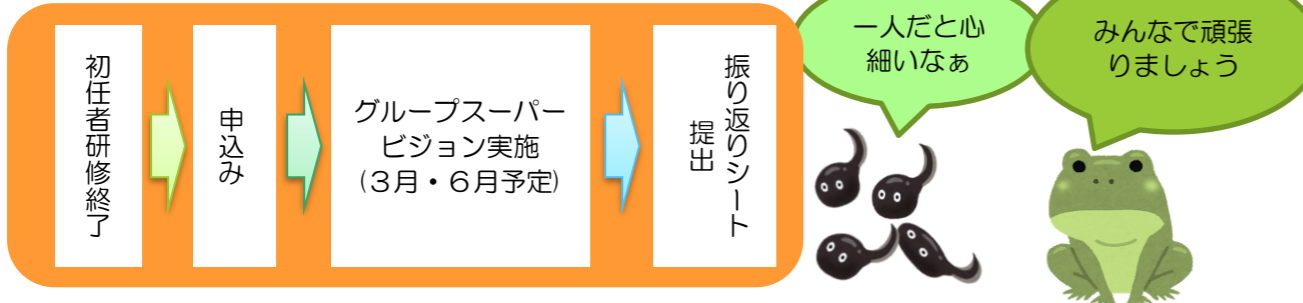 初任者研修終了
申込み
グループスーパー
ビジョン実施
(３月・６月予定)
振り返りシート
提出
一人だと心
細いなぁ
みんなで頑張
りましょう